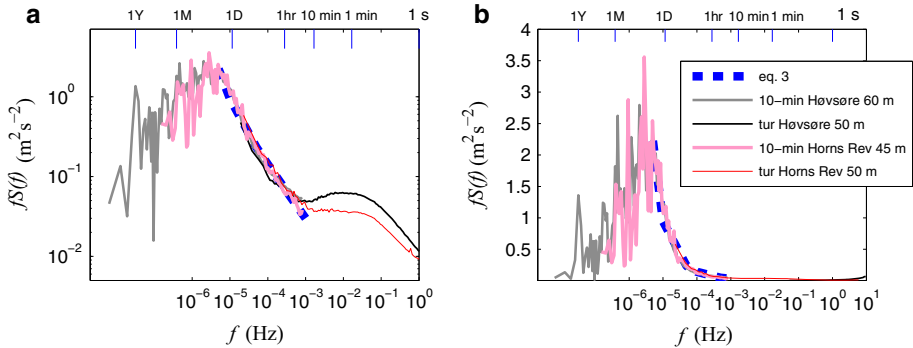 a
1Y 1M 1D 1hr 10 min 1 min 1 s
10⁰
10⁻¹
10⁻²
fS(f) (m²s⁻²)
10⁻⁶ 10⁻⁵ 10⁻⁴ 10⁻³ 10⁻² 10⁻¹ 10⁰
f (Hz)
b
1Y 1M 1D 1hr 10 min 1 min 1 s
4
3.5
3
2.5
2
1.5
1
0.5
fS(f) (m²s⁻²)
eq. 3
10-min Høvsøre 60 m
tur Høvsøre 50 m
10-min Horns Rev 45 m
tur Horns Rev 50 m
10⁻⁶ 10⁻⁵ 10⁻⁴ 10⁻³ 10⁻² 10⁻¹ 10⁰ 10¹
f (Hz)